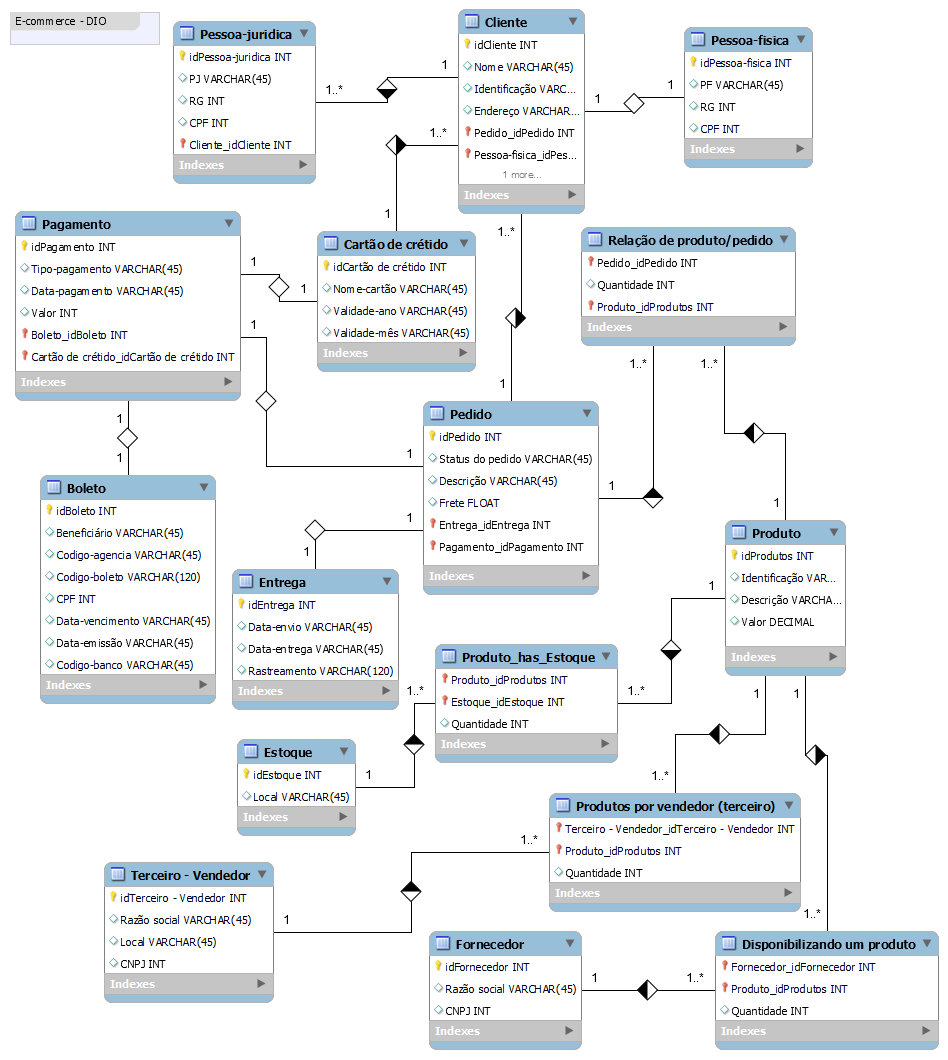 E-commerce - DIO
Pessoa-juridica
idPessoa-juridica INT
PJ VARCHAR(45)
RG INT
CPF INT
Cliente_idCliente INT
Indexes
1..*
1
Cliente
idCliente INT
Nome VARCHAR(45)
Identificação VARC...
Endereço VARCHAR...
Pedido_idPedido INT
Pessoa-fisica_idPes...
1 more...
Indexes
1
1
Pessoa-fisica
idPessoa-fisica INT
PF VARCHAR(45)
RG INT
CPF INT
Indexes
1..*
1
1..*
1
Pagamento
idPagamento INT
Tipo-pagamento VARCHAR(45)
Data-pagamento VARCHAR(45)
Valor INT
Boleto_idBoleto INT
Cartão de crétido_idCartão de crétido INT
Indexes
1
1
Cartão de crétido
idCartão de crétido INT
Nome-cartão VARCHAR(45)
Validade-ano VARCHAR(45)
Validade-mês VARCHAR(45)
Indexes
Relação de produto/pedido
Pedido_idPedido INT
Quantidade INT
Produto_idProdutos INT
Indexes
1..*
1
1..*
1
1
1
1
1
Boleto
idBoleto INT
Beneficiário VARCHAR(45)
Codigo-agencia VARCHAR(45)
Codigo-boleto VARCHAR(120)
CPF INT
Data-vencimento VARCHAR(45)
Data-emissão VARCHAR(45)
Codigo-banco VARCHAR(45)
Indexes
Pedido
idPedido INT
Status do pedido VARCHAR(45)
Descrição VARCHAR(45)
Frete FLOAT
Entrega_idEntrega INT
Pagamento_idPagamento INT
Indexes
1
1
Entrega
idEntrega INT
Data-envio VARCHAR(45)
Data-entrega VARCHAR(45)
Rastreamento VARCHAR(120)
Indexes
Produto
idProdutos INT
Identificação VAR...
Descrição VARCHA...
Valor DECIMAL
Indexes
1
1..*
Produto_has_Estoque
Produto_idProdutos INT
Estoque_idEstoque INT
Quantidade INT
Indexes
1..*
1
Estoque
idEstoque INT
Local VARCHAR(45)
Indexes
1
1..*
1
1..*
Produtos por vendedor (terceiro)
Terceiro - Vendedor_idTerceiro - Vendedor INT
Produto_idProdutos INT
Quantidade INT
Indexes
1..*
1
Terceiro - Vendedor
idTerceiro - Vendedor INT
Razão social VARCHAR(45)
Local VARCHAR(45)
CNPJ INT
Indexes
Fornecedor
idFornecedor INT
Razão social VARCHAR(45)
CNPJ INT
Indexes
1
1..*
Disponibilizando um produto
Fornecedor_idFornecedor INT
Produto_idProdutos INT
Quantidade INT
Indexes